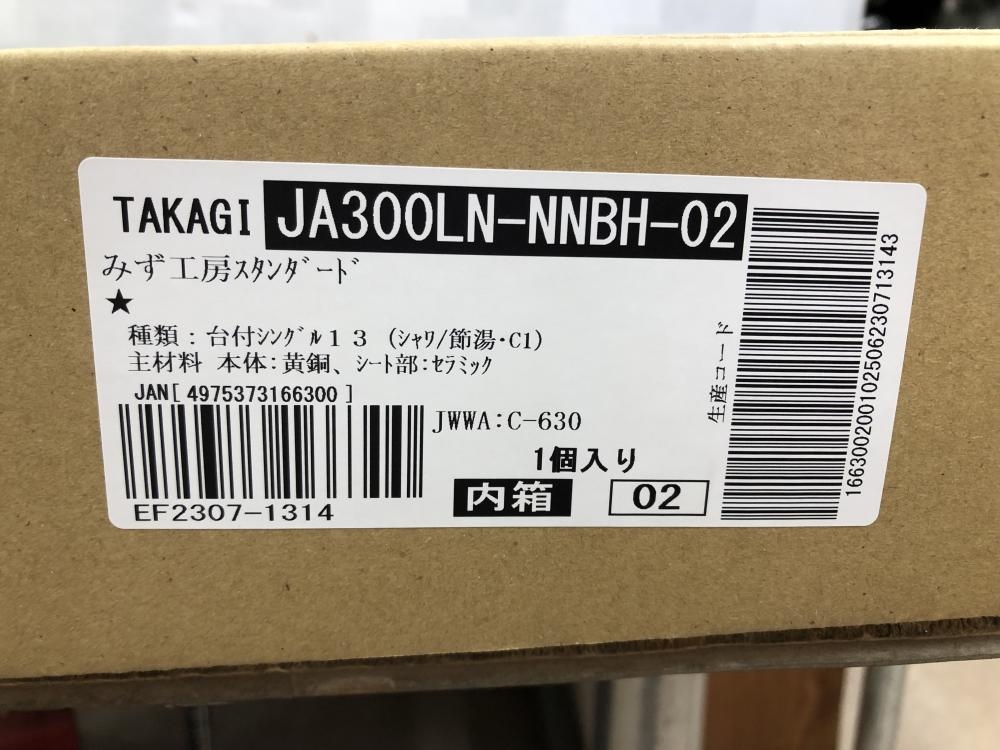 TAKAGI JA300LN-NNBH-02
みず工房ｽﾀﾝﾀﾞｰﾄﾞ
★
種類：台付ｼﾝｸﾞﾙ１３（ｼｬﾜ/節湯･C1）
主材料 本体:黄銅、ｼｰﾄ部:ｾﾗﾐｯｸ
JAN[ 4975373166300 ]
JWWA:C-630
1個入り
EF2307-1314
内箱 02
生産コード
16630020010250623071​3143